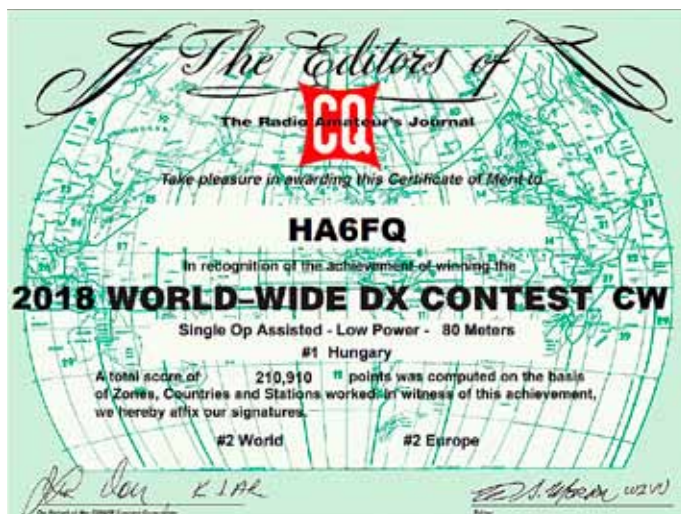 The Editors of
CQ
The Radio Amateur's Journal
Take pleasure in awarding this Certificate of Merit to
HA6FQ
In recognition of the achievement of winning the
2018 WORLD-WIDE DX CONTEST CW
Single Op Assisted - Low Power - 80 Meters
#1 Hungary
A total score of 210,910 points was computed on the basis
of Zones, Countries and Stations worked. In witness of this achievement,
we hereby affix our signatures.
#2 World #2 Europe
K1AR